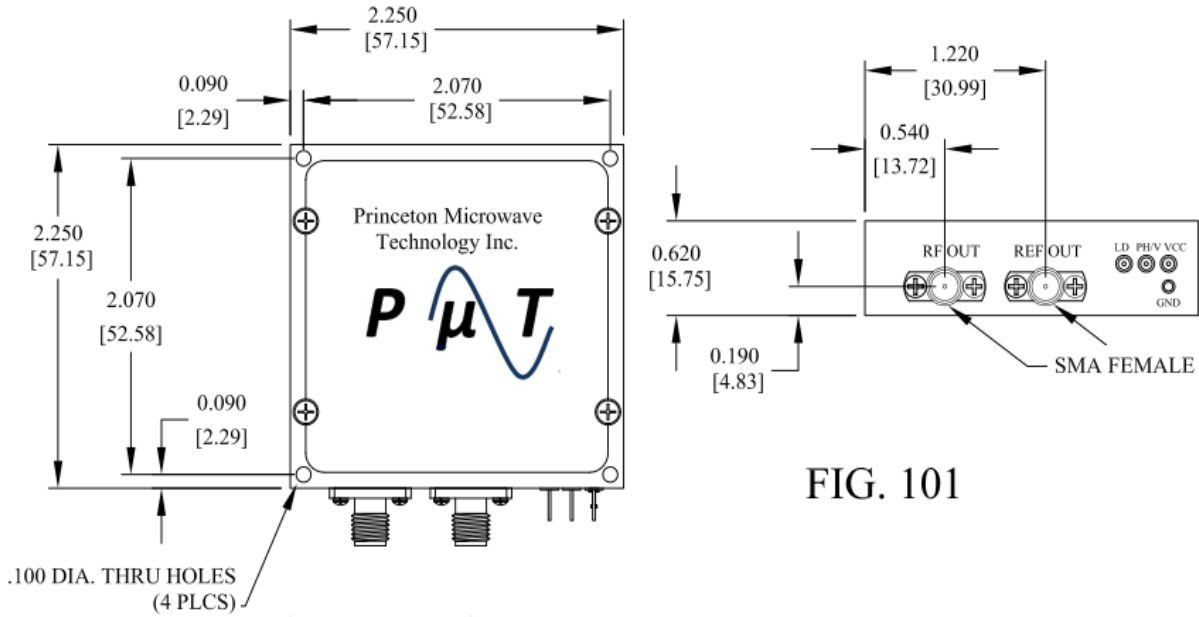 2.250
[57.15]
0.090
[2.29]
2.070
[52.58]
2.250
[57.15]
2.070
[52.58]
0.090
[2.29]
Princeton Microwave
Technology Inc.
P μ T
.100 DIA. THRU HOLES
(4 PLCS)
1.220
[30.99]
0.540
[13.72]
0.620
[15.75]
0.190
[4.83]
RF OUT REF OUT LD PH/V VCC
GND
SMA FEMALE
FIG. 101